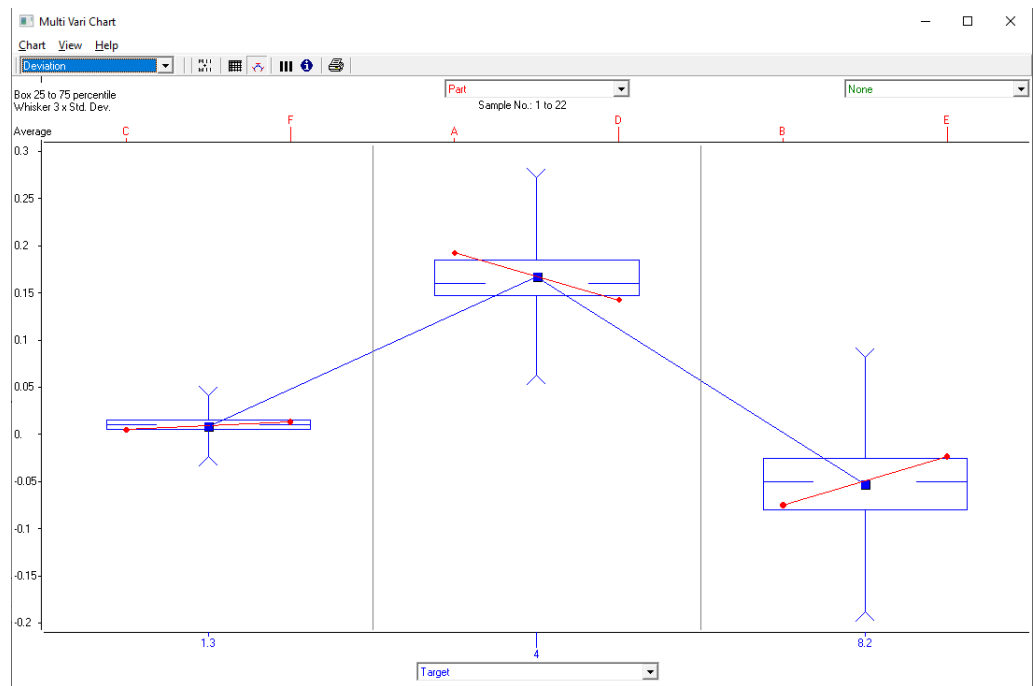 Multi Vari Chart
Chart View Help
Deviation
Box 25 to 75 percentile
Whisker 3 x Std. Dev.
Part
None
Sample No.: 1 to 22
Average
C F A D B E
0.3
0.25
0.2
0.15
0.1
0.05
0.
-0.05
-0.1
-0.15
-0.2
1.3 4 8.2
Target